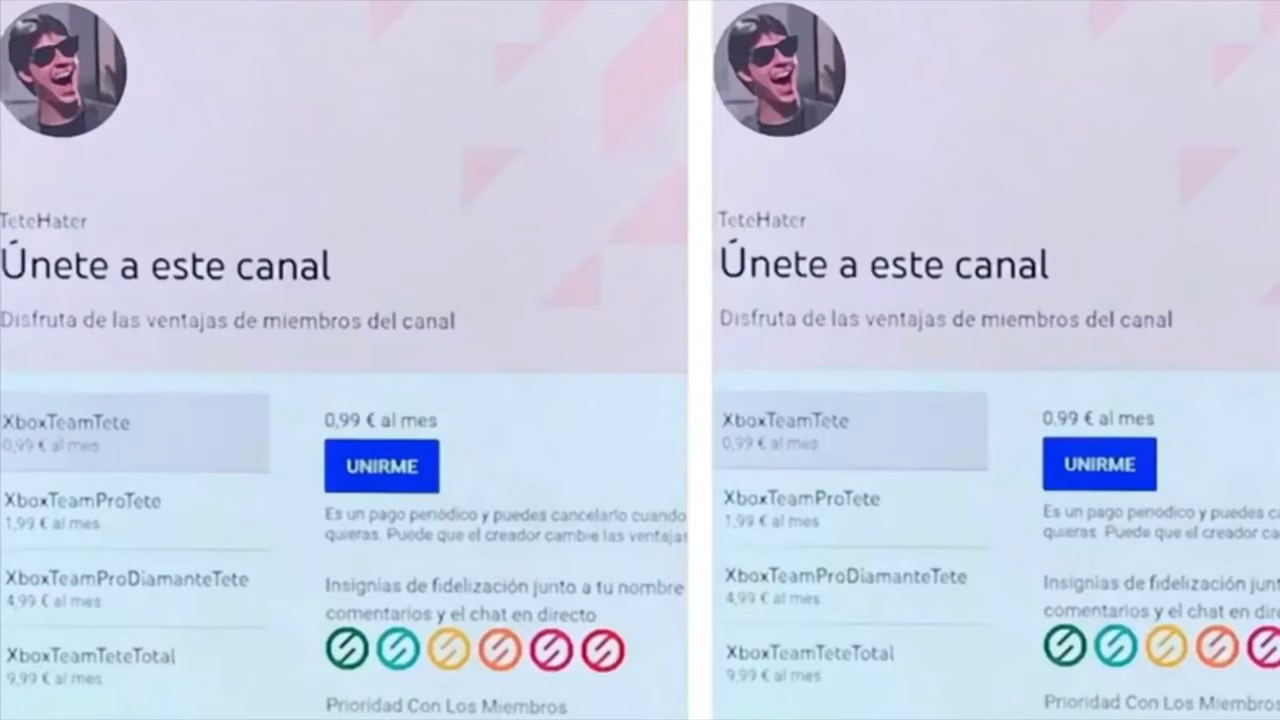 TeteHater
Únete a este canal
Disfruta de las ventajas de miembros del canal
XboxTeamTete
0,99 € al mes
XboxTeamProTete
1,99 € al mes
XboxTeamProDiamanteTete
4,99 € al mes
XboxTeamTeteTotal
9,99 € al mes
0,99 € al mes
UNIRME
Es un pago periódico y puedes cancelarlo cuando
quieras. Puede que el creador cambie las ventajas
Insignias de fidelización junto a tu nombre
comentarios y el chat en directo
Prioridad Con Los Miembros
TeteHater
Únete a este canal
Disfruta de las ventajas de miembros del canal
XboxTeamTete
0,99 € al mes
XboxTeamProTete
1,99 € al mes
XboxTeamProDiamanteTete
4,99 € al mes
XboxTeamTeteTotal
9,99 € al mes
0,99 € al mes
UNIRME
Es un pago periódico y puedes
quieras. Puede que el creador
Insignias de fidelización
comentarios y el chat en
Prioridad Con Los Miembros